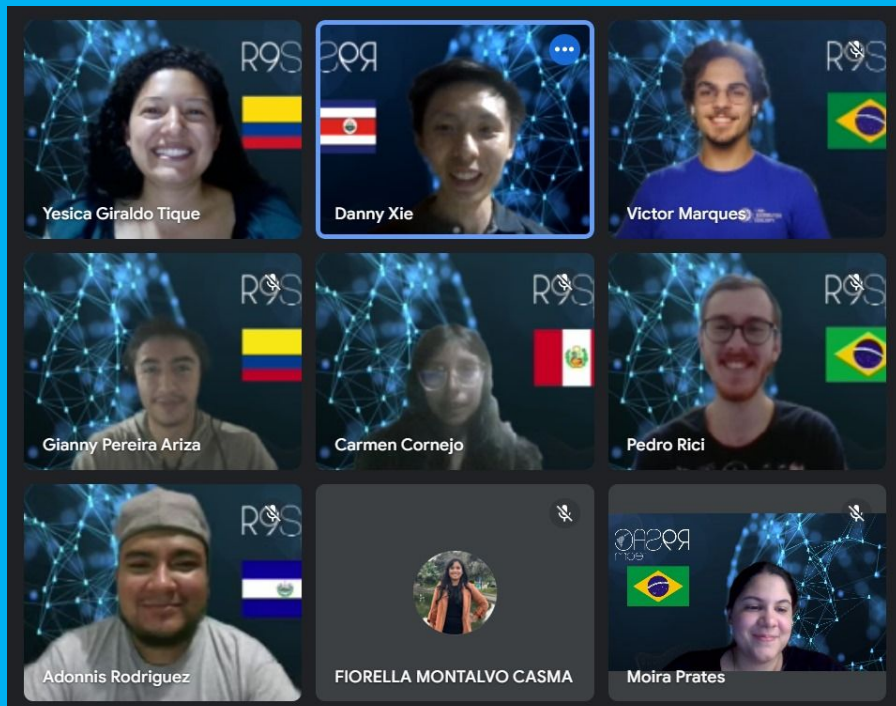 R9S
Yesica Giraldo Tique
Danny Xie
R9S
Victor Marques
R9S
Gianny Pereira Ariza
R9S
Carmen Cornejo
R9S
Pedro Rici
R9S
Adonnis Rodriguez
FIORELLA MONTALVO CASMA
Moira Prates